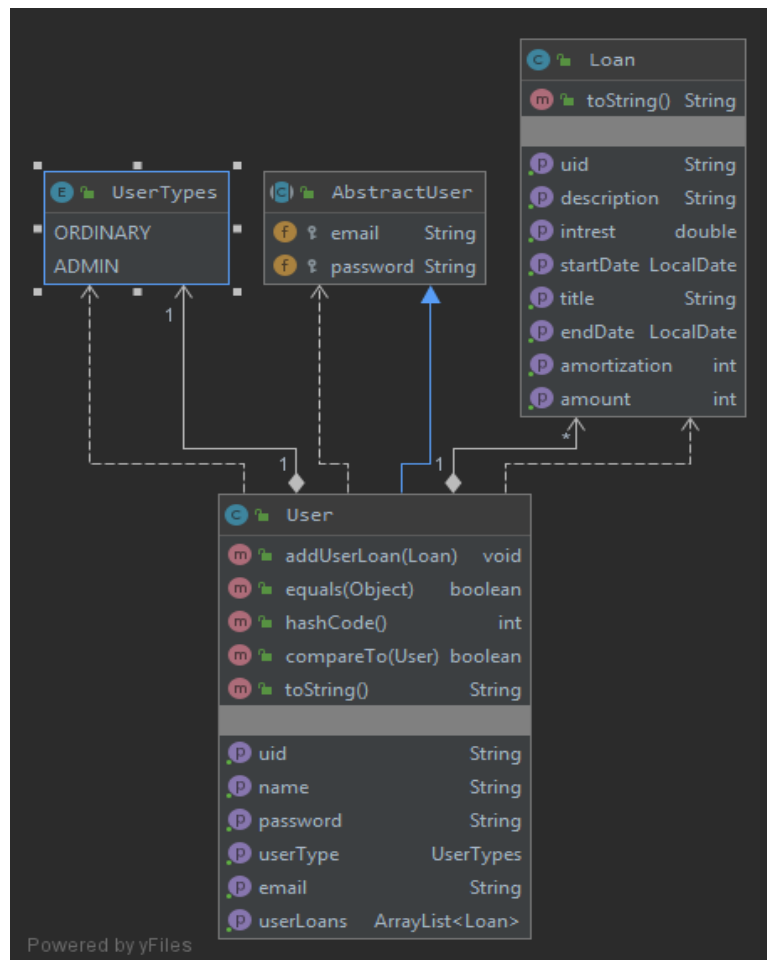 C Loan
m toString() String
p uid String
p description String
p intrest double
p startDate LocalDate
p title String
p endDate LocalDate
p amortization int
p amount int
E UserTypes
ORDINARY
ADMIN
C AbstractUser
f email String
f password String
1
1
1
*
C User
m addUserLoan(Loan) void
m equals(Object) boolean
m hashCode() int
m compareTo(User) boolean
m toString() String
p uid String
p name String
p password String
p userType UserTypes
p email String
p userLoans ArrayList<Loan>
Powered by yFiles